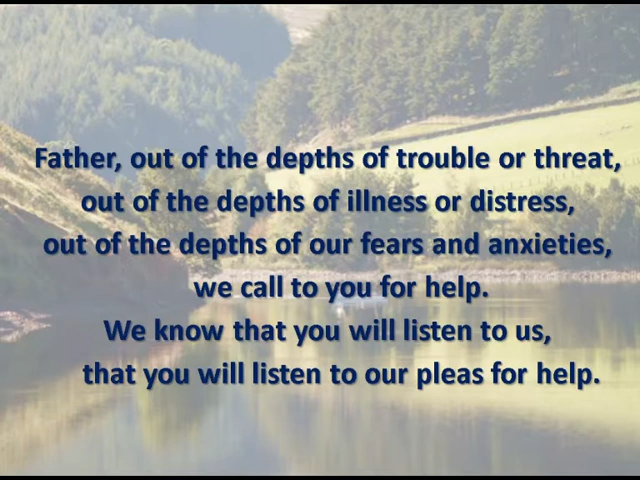 Father, out of the depths of trouble or threat,
out of the depths of illness or distress,
out of the depths of our fears and anxieties,
we call to you for help.
We know that you will listen to us,
that you will listen to our pleas for help.